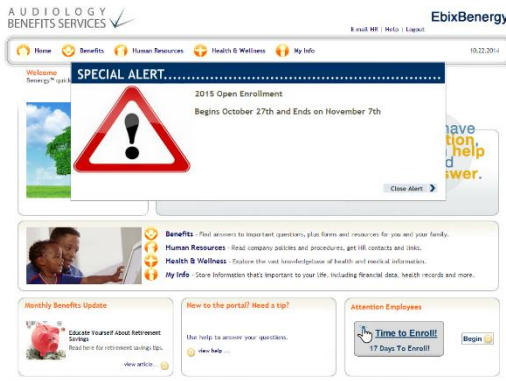 AUDIOLOGY
BENEFITS SERVICES
EbixBenergy
E-mail HR | Help | Logout
Home Benefits Human Resources Health & Wellness My Info 10.22.2014
Welcome
Benergy™ quick
SPECIAL ALERT
2015 Open Enrollment
Begins October 27th and Ends on November 7th
Close Alert
have
tion,
help
d
swer.
Benefits - Find answers to important questions, plus forms and resources for you and your family.
Human Resources - Read company policies and procedures, get HR contacts and links.
Health & Wellness - Explore the vast knowledgebase of health and medical information.
My Info - Store information that's important to your life, including financial data, health records and more.
Monthly Benefits Update
Educate Yourself About Retirement
Savings
Read here for retirement savings tips.
view article...
New to the portal? Need a tip?
Use help to answer your questions.
view help ...
Attention Employees
Time to Enroll!
17 Days To Enroll!
Begin